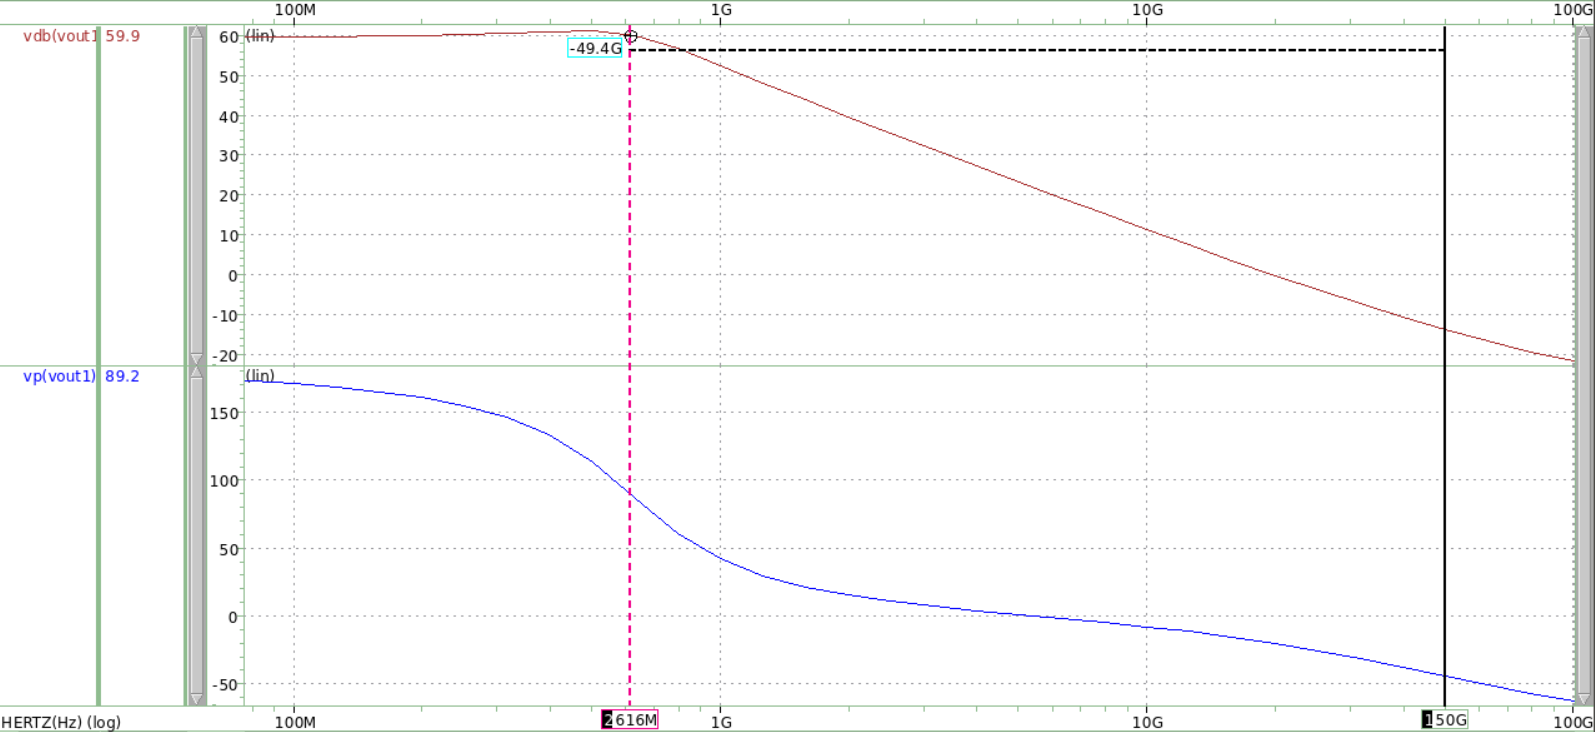 100M 1G 10G 100G
vdb(vout1 59.9
(lin)
60
-49.4G
50
40
30
20
10
0
-10
-20
vp(vout1) 89.2
(lin)
150
100
50
0
-50
HERTZ(Hz) (log)
100M 2 616M 1G 10G 1 50G 100G